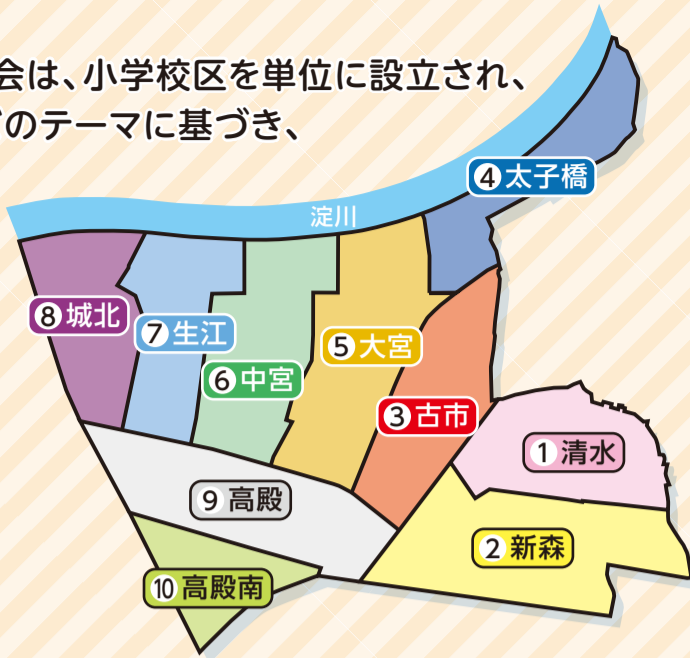 会は、小学校区を単位に設立され、
のテーマに基づき、
④太子橋
淀川
⑧城北
⑦生江
⑤大宮
⑥中宮
③古市
①清水
⑨高殿
②新森
⑩高殿南